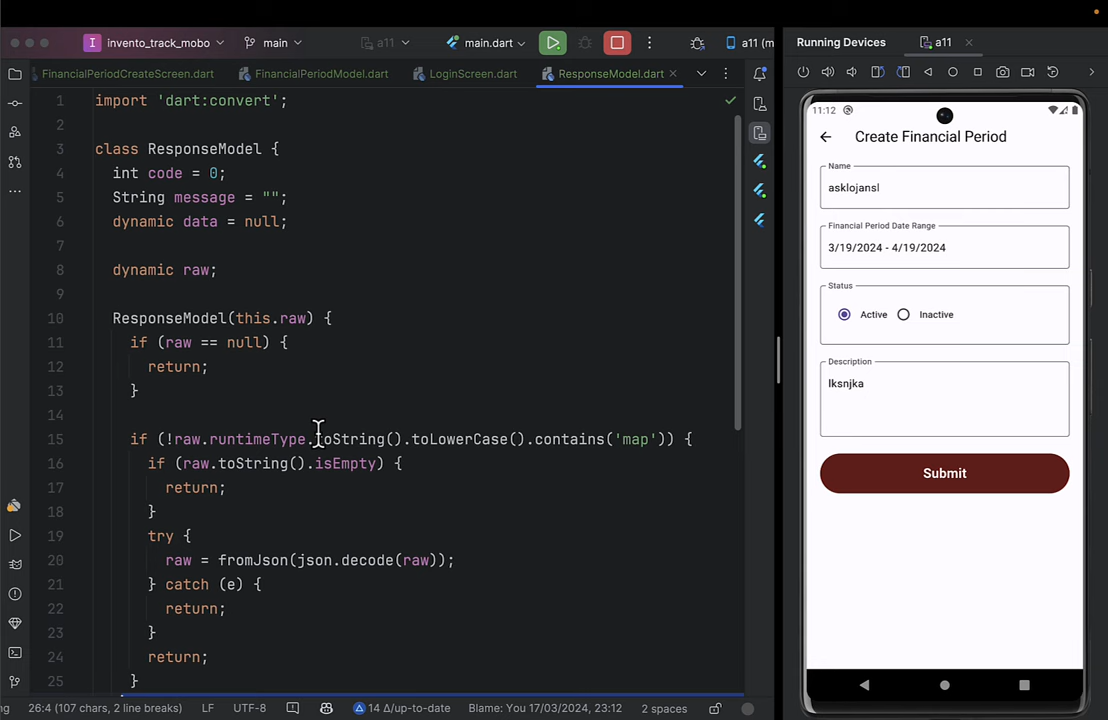 I invento_track_mobo main a11 main.dart a11 (m
FinancialPeriodCreateScreen.dart FinancialPeriodModel.dart LoginScreen.dart ResponseModel.dart
1 import 'dart:convert';
2
3 class ResponseModel {
4 int code = 0;
5 String message = "";
6 dynamic data = null;
7
8 dynamic raw;
9
10 ResponseModel(this.raw) {
11 if (raw == null) {
12 return;
13 }
14
15 if (!raw.runtimeType.toString().toLowerCase().contains('map')) {
16 if (raw.toString().isEmpty) {
17 return;
18 }
19 try {
20 raw = fromJson(json.decode(raw));
21 } catch (e) {
22 return;
23 }
24 return;
25 }
ng 26:4 (107 chars, 2 line breaks) LF UTF-8 14 Δ/up-to-date Blame: You 17/03/2024, 23:12 2 spaces
Running Devices a11
11:12
Create Financial Period
Name
asklojansl
Financial Period Date Range
3/19/2024 - 4/19/2024
Status
Active Inactive
Description
lksnjka
Submit